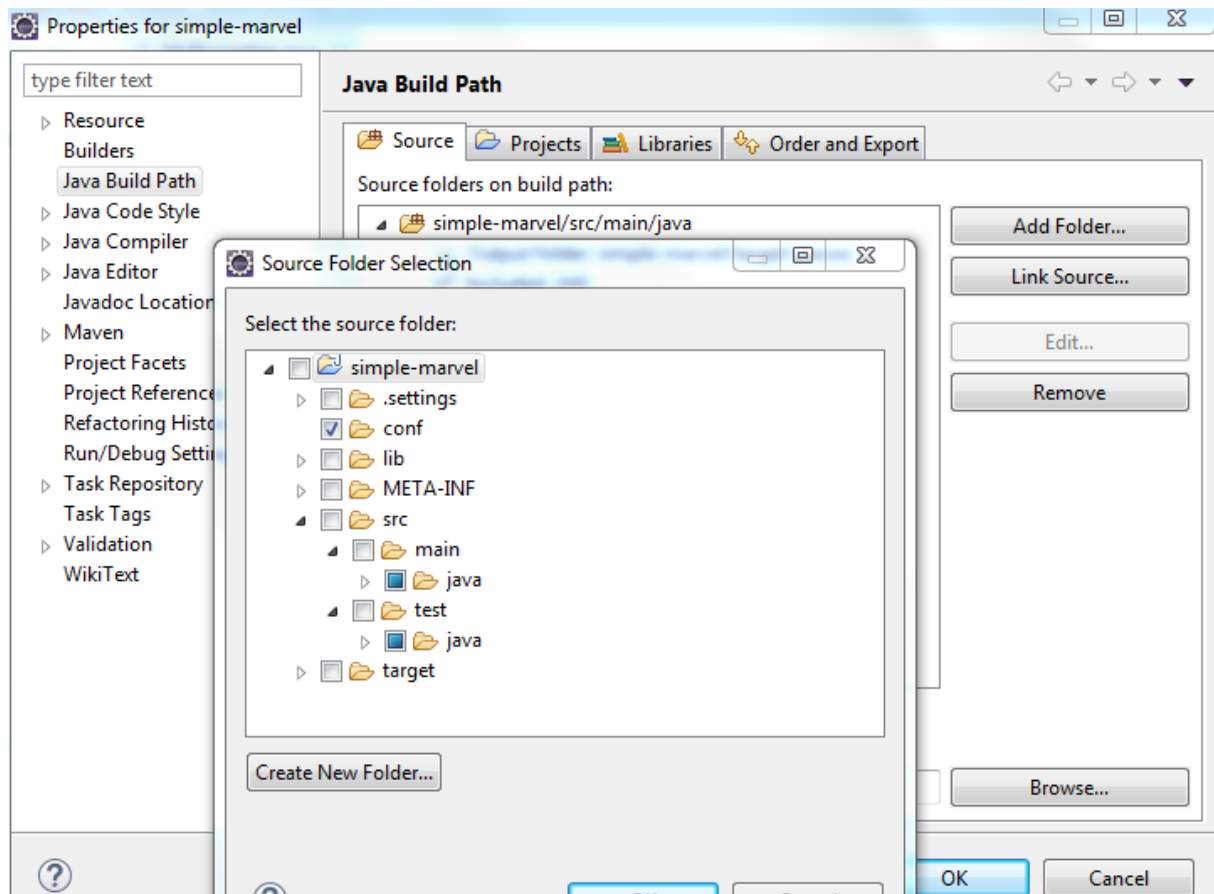 Properties for simple-marvel
type filter text
Resource
Builders
Java Build Path
Java Code Style
Java Compiler
Java Editor
Javadoc Location
Maven
Project Facets
Project Reference
Refactoring Histo
Run/Debug Settin
Task Repository
Task Tags
Validation
WikiText
Java Build Path
Source Projects Libraries Order and Export
Source folders on build path:
simple-marvel/src/main/java
Add Folder...
Link Source...
Edit...
Remove
Browse...
OK Cancel
Source Folder Selection
Select the source folder:
simple-marvel
.settings
conf
lib
META-INF
src
main
java
test
java
target
Create New Folder...